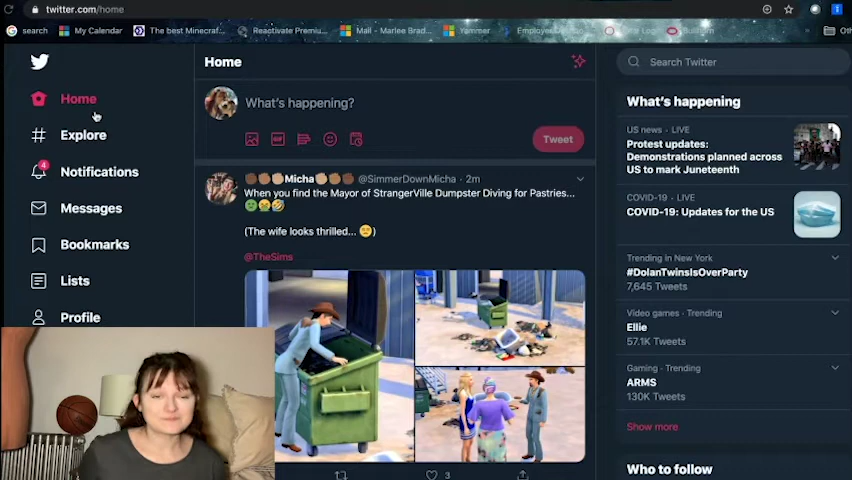 twitter.com/home
search
My Calendar
The best Minecraf...
Reactivate Premiu...
Mail - Marlee Brad...
Yammer
Home
Search Twitter
Home
What's happening?
Explore
GIF
Tweet
4
Notifications
Micha @SimmerDownMicha · 2m
When you find the Mayor of StrangerVille Dumpster Diving for Pastries...
Messages
(The wife looks thrilled... )
Bookmarks
@TheSims
Lists
Profile
3
What's happening
US news · LIVE
Protest updates:
Demonstrations planned across
US to mark Juneteenth
COVID-19 · LIVE
COVID-19: Updates for the US
Trending in New York
#DolanTwinsIsOverParty
7,645 Tweets
Video games · Trending
Ellie
57.1K Tweets
Gaming · Trending
ARMS
130K Tweets
Show more
Who to follow